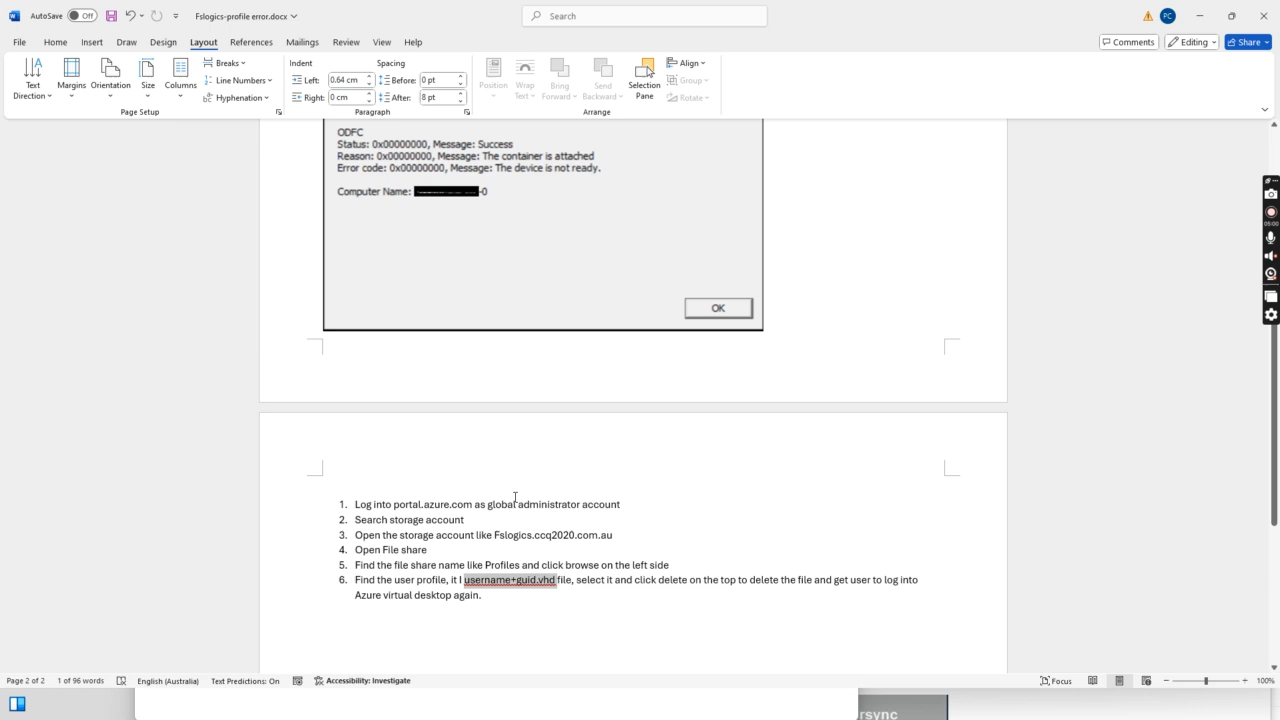 AutoSave Off Fslogics-profile error.docx Search PC
File Home Insert Draw Design Layout References Mailings Review View Help Comments Editing Share
Text Direction Margins Orientation Size Columns Breaks Line Numbers Hyphenation
Page Setup
Indent Spacing
Left: 0.64 cm Before: 0 pt
Right: 0 cm After: 8 pt
Paragraph
Position Wrap Text Bring Forward Send Backward Selection Pane Align Group Rotate
Arrange
05:00
ODFC
Status: 0x00000000, Message: Success
Reason: 0x00000000, Message: The container is attached
Error code: 0x00000000, Message: The device is not ready.
Computer Name: -0
OK
1. Log into portal.azure.com as global administrator account
2. Search storage account
3. Open the storage account like Fslogics.ccq2020.com.au
4. Open File share
5. Find the file share name like Profiles and click browse on the left side
6. Find the user profile, it I username+guid.vhd file, select it and click delete on the top to delete the file and get user to log into
Azure virtual desktop again.
Page 2 of 2 1 of 96 words English (Australia) Text Predictions: On Accessibility: Investigate Focus 100%
rsync